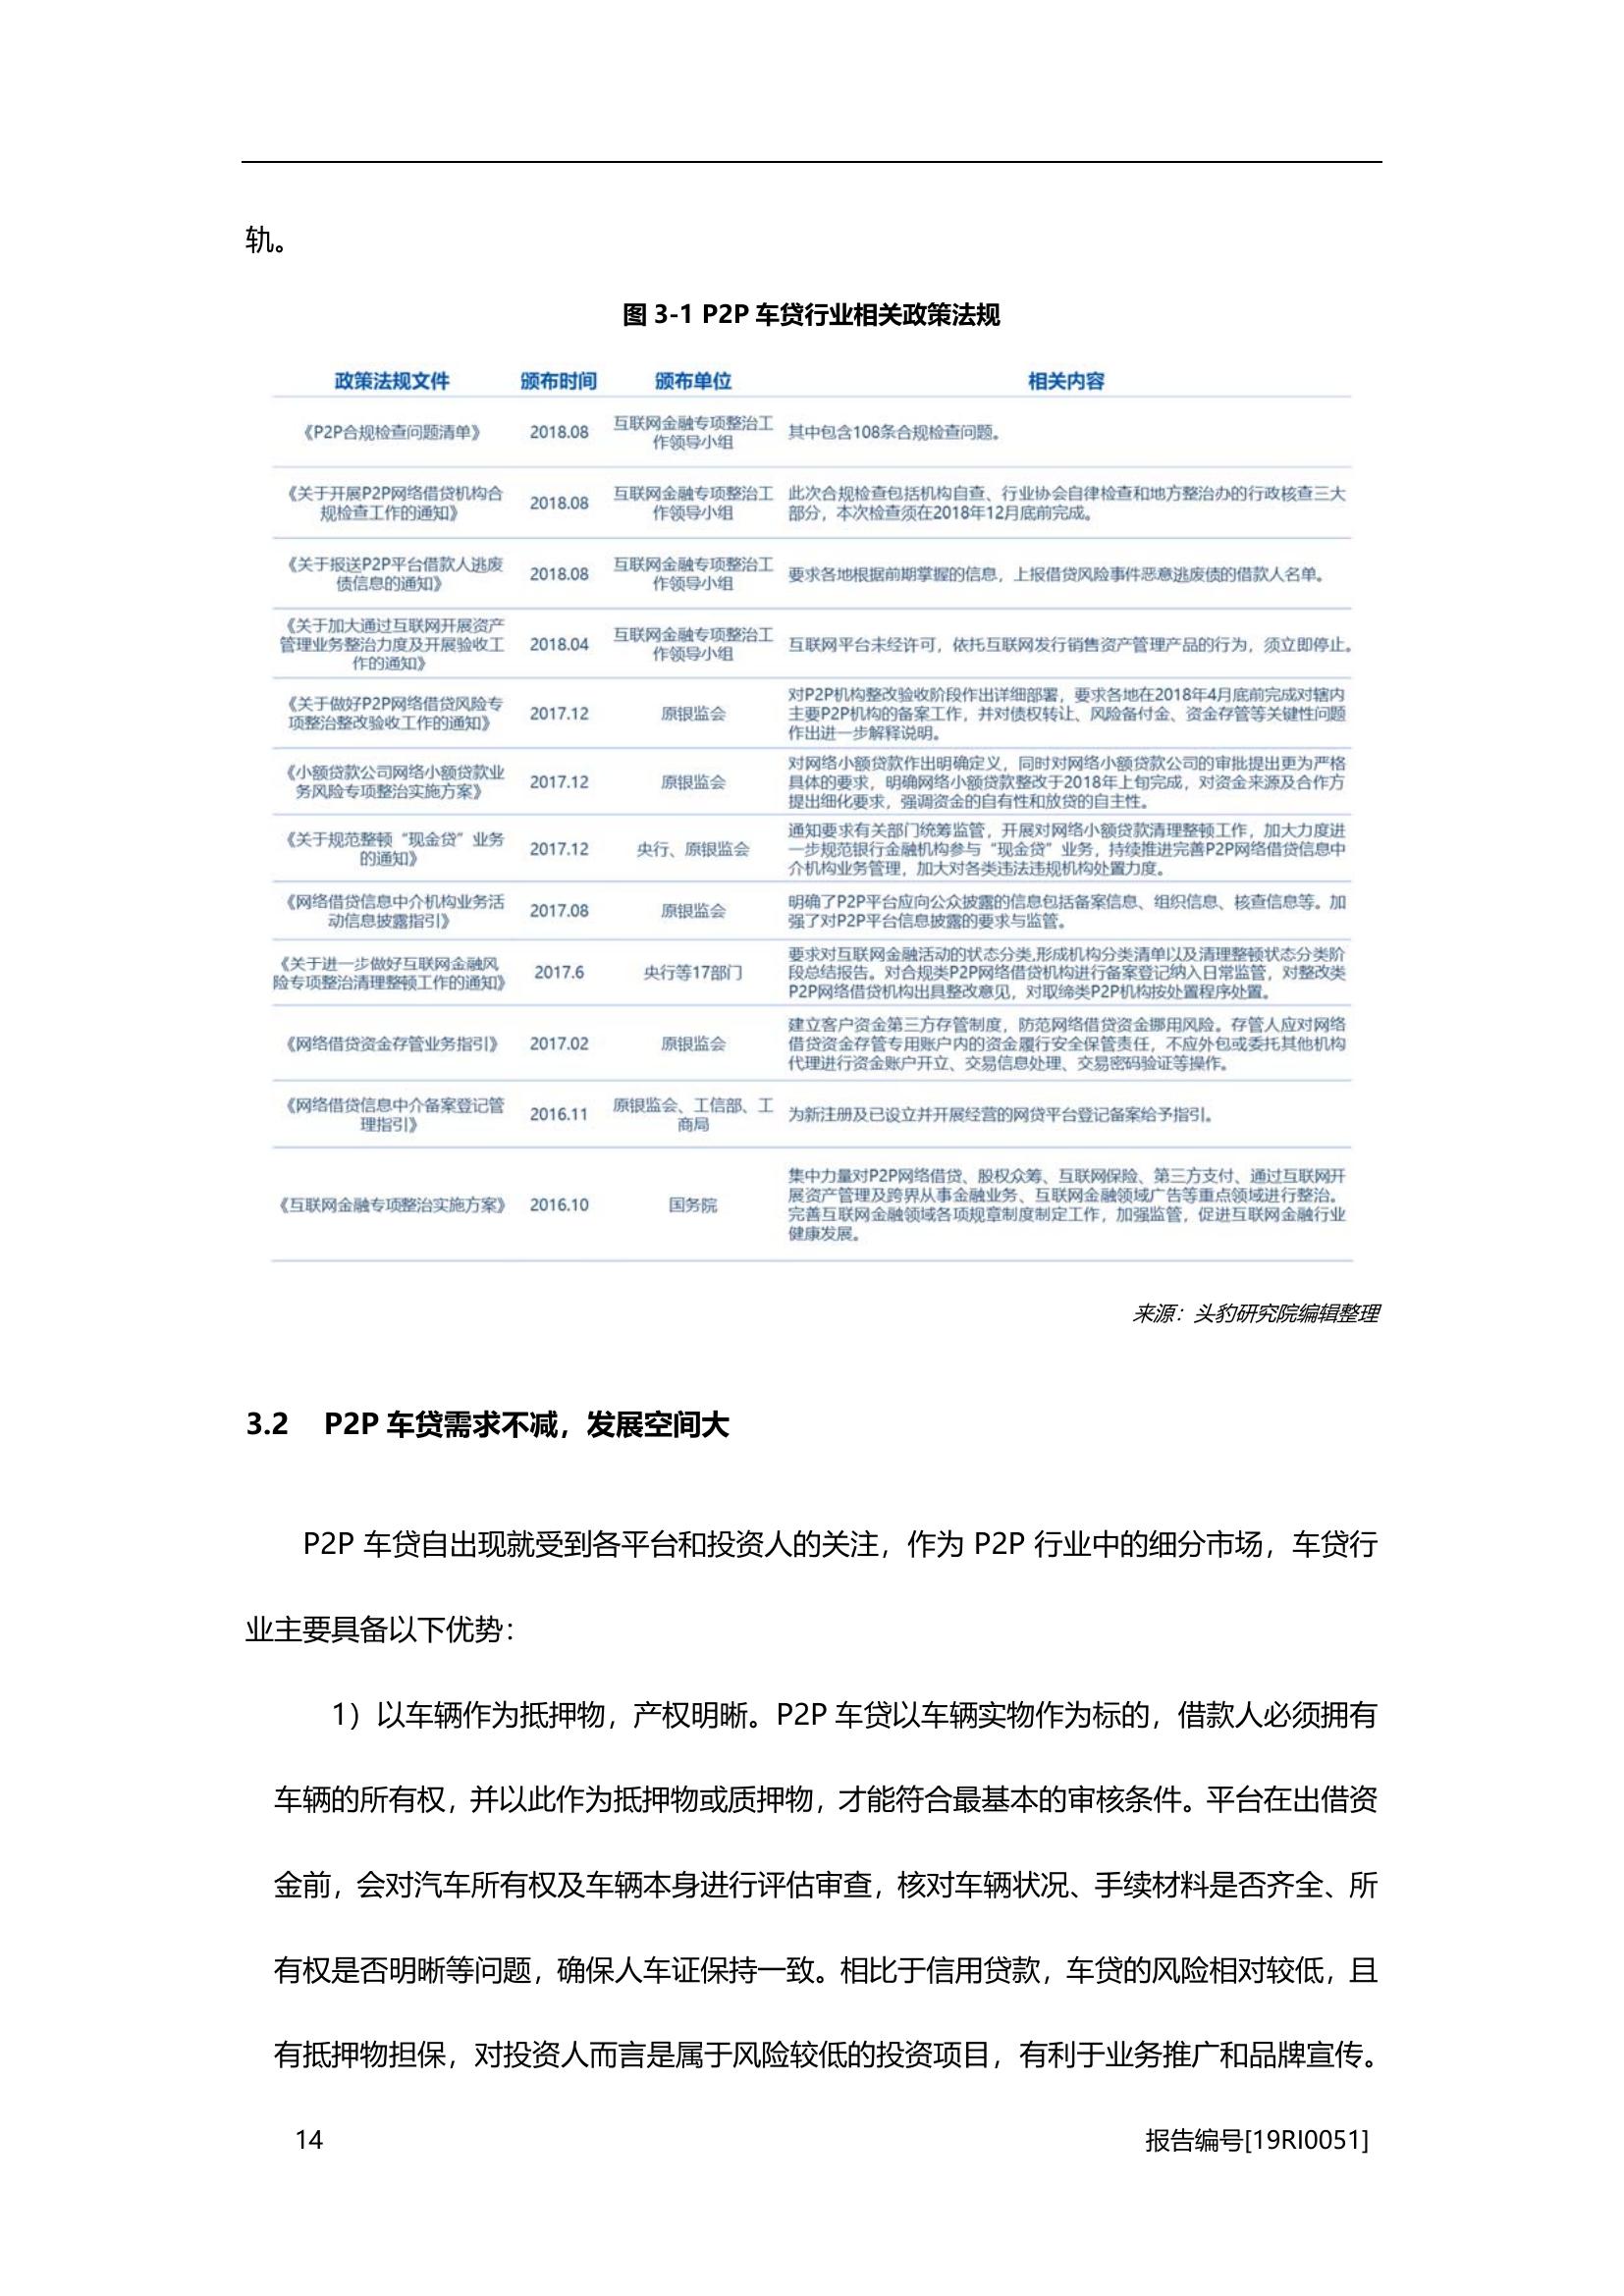 轨。
图 3-1 P2P 车贷行业相关政策法规
政策法规文件 颁布时间 颁布单位 相关内容
《P2P合规检查问题清单》 2018.08 互联网金融专项整治工
作领导小组 其中包含108条合规检查问题。
《关于开展P2P网络借贷机构合
规检查工作的通知》 2018.08 互联网金融专项整治工
作领导小组 此次合规检查包括机构自查、行业协会自律检查和地方整治办的行政核查三大
部分，本次检查须在2018年12月底前完成。
《关于报送P2P平台借款人逃废
债信息的通知》 2018.08 互联网金融专项整治工
作领导小组 要求各地根据前期掌握的信息，上报借贷风险事件恶意逃废债的借款人名单。
《关于加大通过互联网开展资产
管理业务整治力度及开展验收工
作的通知》 2018.04 互联网金融专项整治工
作领导小组 互联网平台未经许可，依托互联网发行销售资产管理产品的行为，须立即停止。
《关于做好P2P网络借贷风险专
项整治整改验收工作的通知》 2017.12 原银监会 对P2P机构整改验收阶段作出详细部署，要求各地在2018年4月底前完成对辖内
主要P2P机构的备案工作，并对债权转让、风险备付金、资金存管等关键性问题
作出进一步解释说明。
《小额贷款公司网络小额贷款业
务风险专项整治实施方案》 2017.12 原银监会 对网络小额贷款作出明确定义，同时对网络小额贷款公司的审批提出更为严格
具体的要求，明确网络小额贷款整改于2018年上旬完成，对资金来源及合作方
提出细化要求，强调资金的自有性和放贷的自主性。
《关于规范整顿“现金贷”业务
的通知》 2017.12 央行、原银监会 通知要求有关部门统筹监管，开展对网络小额贷款清理整顿工作，加大力度进
一步规范银行金融机构参与“现金贷”业务，持续推进完善P2P网络借贷信息中
介机构业务管理，加大对各类违法违规机构处置力度。
《网络借贷信息中介机构业务活
动信息披露指引》 2017.08 原银监会 明确了P2P平台应向公众披露的信息包括备案信息、组织信息、核查信息等。加
强了对P2P平台信息披露的要求与监管。
《关于进一步做好互联网金融风
险专项整治清理整顿工作的通知》 2017.6 央行等17部门 要求对互联网金融活动的状态分类,形成机构分类清单以及清理整顿状态分类阶
段总结报告。对合规类P2P网络借贷机构进行备案登记纳入日常监管，对整改类
P2P网络借贷机构出具整改意见，对取缔类P2P机构按处置程序处置。
《网络借贷资金存管业务指引》 2017.02 原银监会 建立客户资金第三方存管制度，防范网络借贷资金挪用风险。存管人应对网络
借贷资金存管专用账户内的资金履行安全保管责任，不应外包或委托其他机构
代理进行资金账户开立、交易信息处理、交易密码验证等操作。
《网络借贷信息中介备案登记管
理指引》 2016.11 原银监会、工信部、工
商局 为新注册及已设立并开展经营的网贷平台登记备案给予指引。
《互联网金融专项整治实施方案》 2016.10 国务院 集中力量对P2P网络借贷、股权众筹、互联网保险、第三方支付、通过互联网开
展资产管理及跨界从事金融业务、互联网金融领域广告等重点领域进行整治。
完善互联网金融领域各项规章制度制定工作，加强监管，促进互联网金融行业
健康发展。
来源：头豹研究院编辑整理
3.2 P2P 车贷需求不减，发展空间大
P2P 车贷自出现就受到各平台和投资人的关注，作为 P2P 行业中的细分市场，车贷行
业主要具备以下优势：
1）以车辆作为抵押物，产权明晰。P2P 车贷以车辆实物作为标的，借款人必须拥有
车辆的所有权，并以此作为抵押物或质押物，才能符合最基本的审核条件。平台在出借资
金前，会对汽车所有权及车辆本身进行评估审查，核对车辆状况、手续材料是否齐全、所
有权是否明晰等问题，确保人车证保持一致。相比于信用贷款，车贷的风险相对较低，且
有抵押物担保，对投资人而言是属于风险较低的投资项目，有利于业务推广和品牌宣传。
14 报告编号[19RI0051]